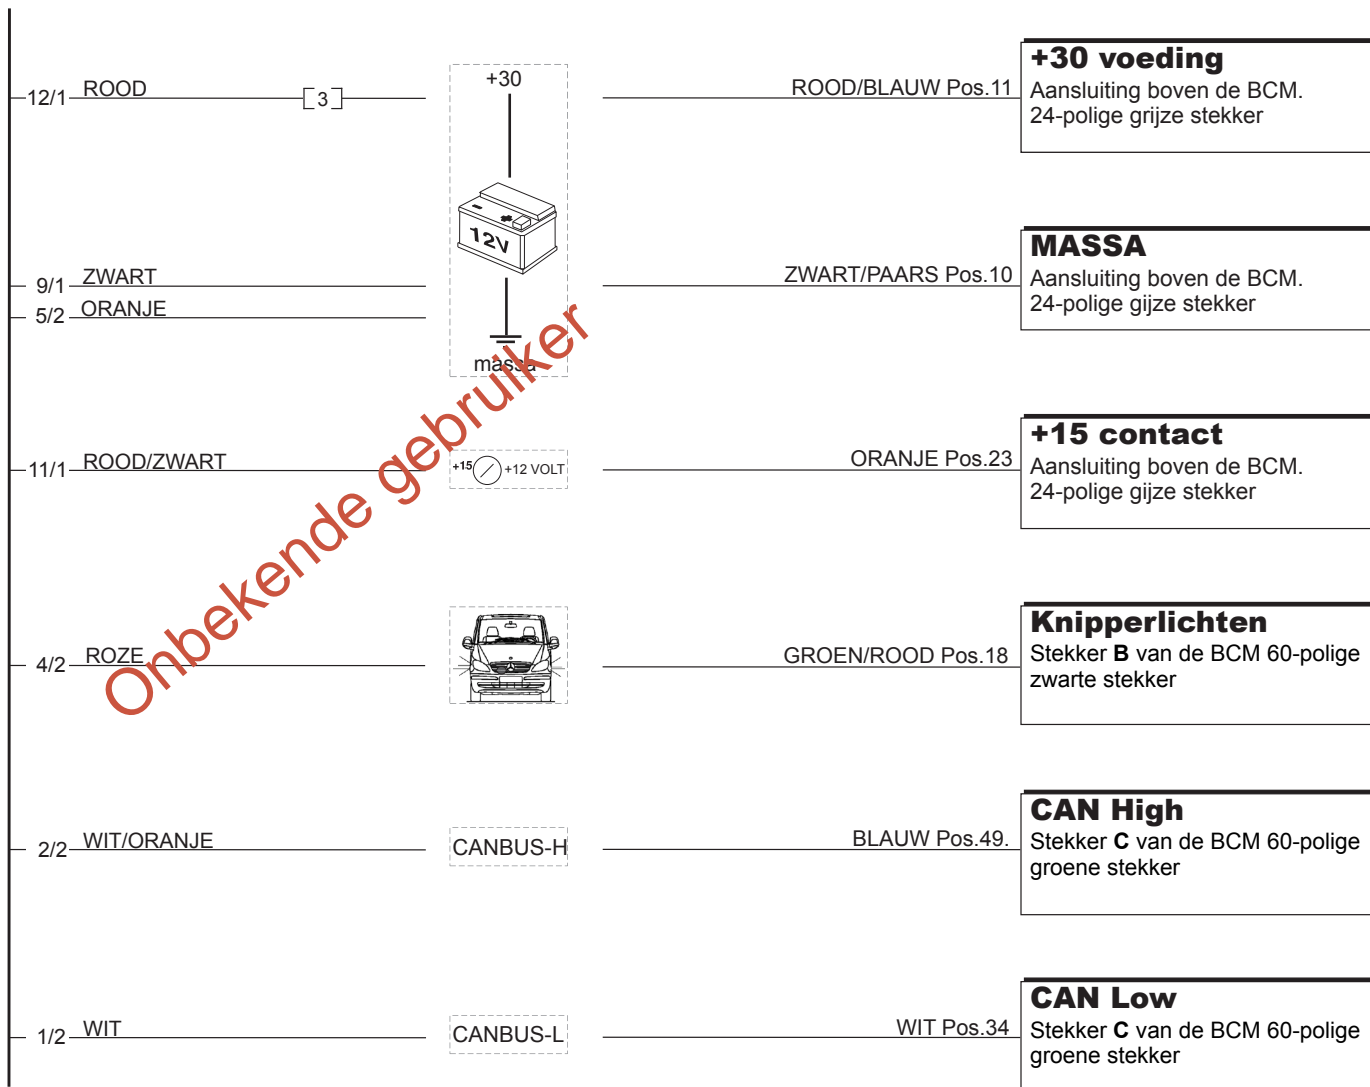 12/1 ROOD [3] +30 ROOD/BLAUW Pos.11
+30 voeding
Aansluiting boven de BCM.
24-polige grijze stekker
12V
9/1 ZWART ZWART/PAARS Pos.10
5/2 ORANJE
massa
MASSA
Aansluiting boven de BCM.
24-polige gijze stekker
11/1 ROOD/ZWART +15 +12 VOLT ORANJE Pos.23
+15 contact
Aansluiting boven de BCM.
24-polige gijze stekker
Onbekende gebruiker
4/2 ROZE GROEN/ROOD Pos.18
Knipperlichten
Stekker B van de BCM 60-polige
zwarte stekker
2/2 WIT/ORANJE CANBUS-H BLAUW Pos.49.
CAN High
Stekker C van de BCM 60-polige
groene stekker
1/2 WIT CANBUS-L WIT Pos.34
CAN Low
Stekker C van de BCM 60-polige
groene stekker